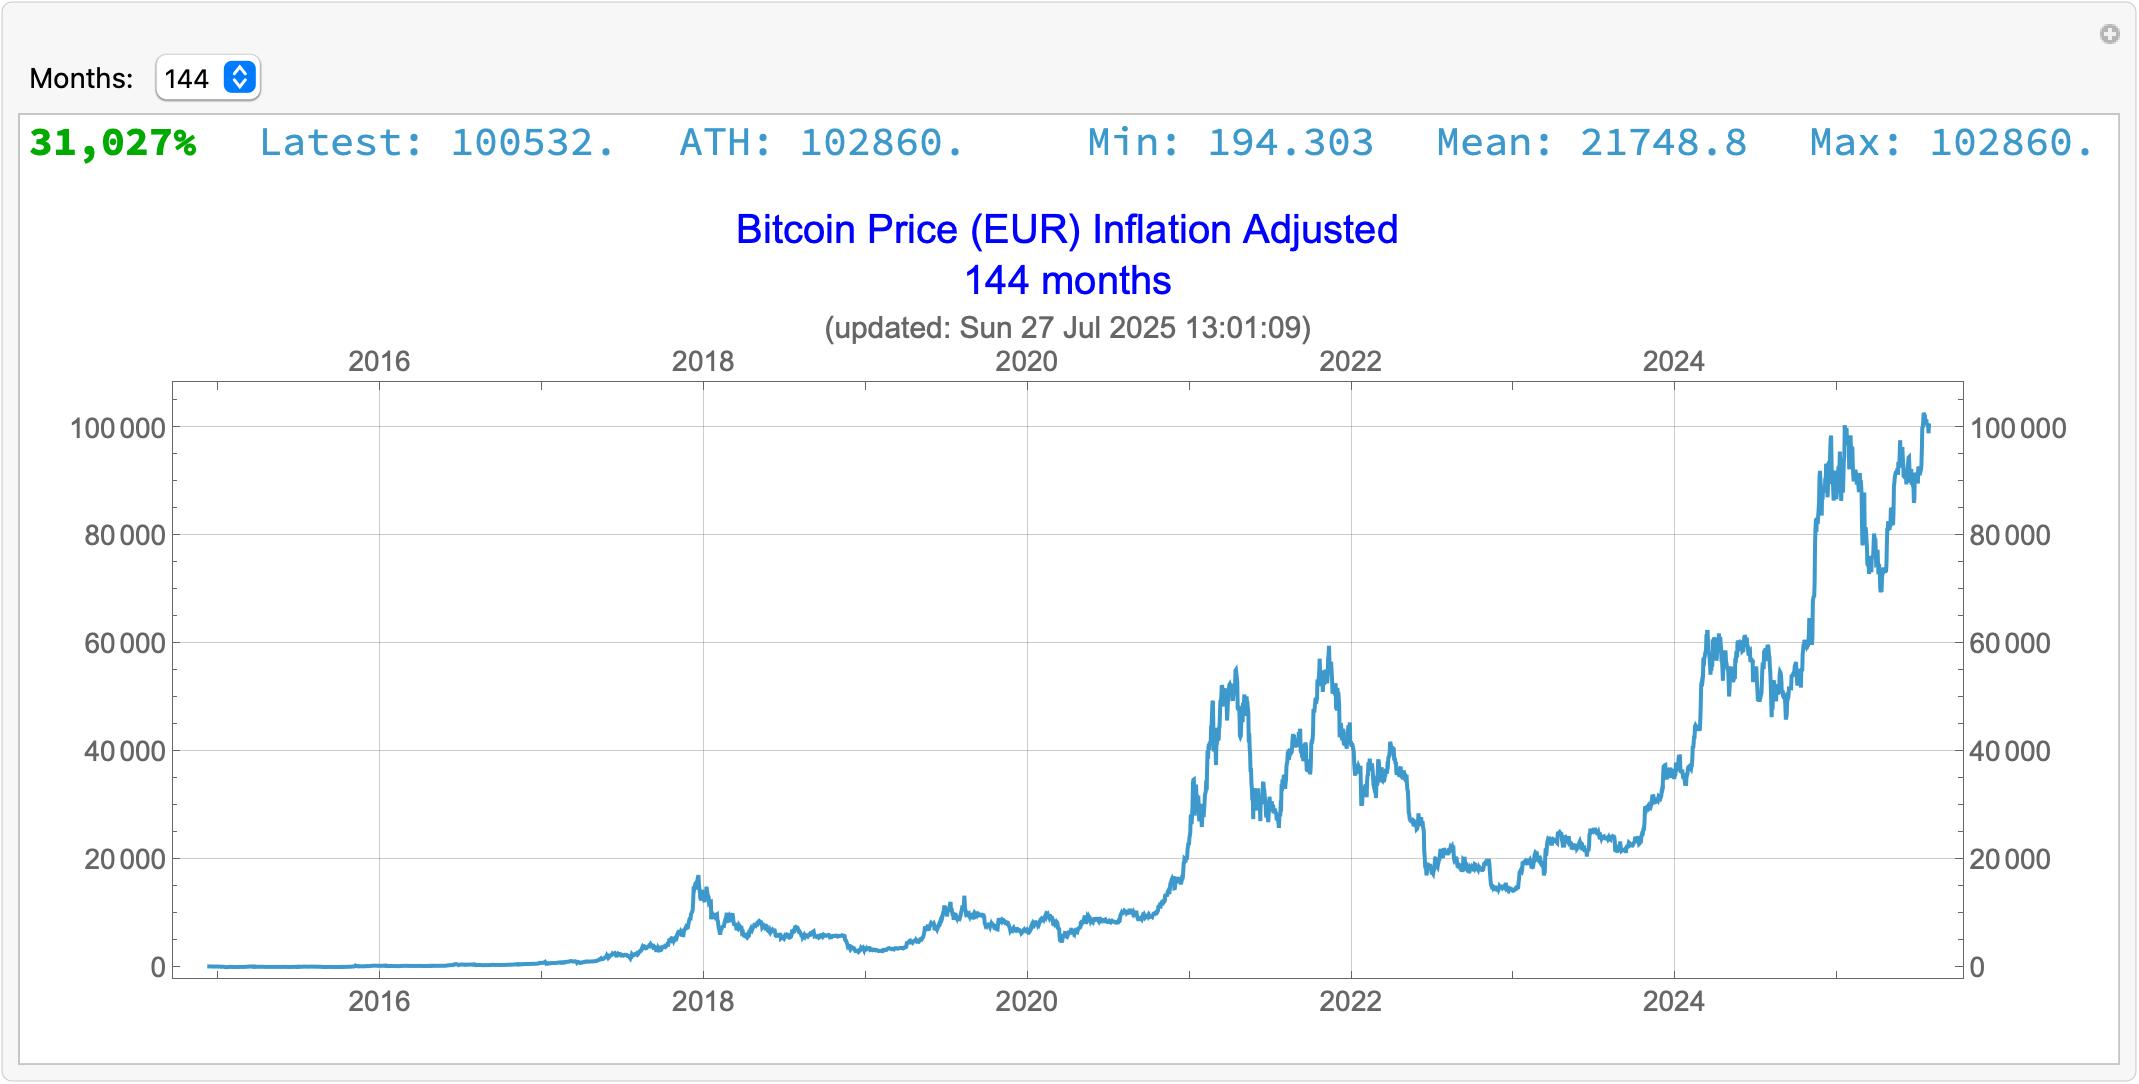 Months: 144
31,027% Latest: 100532. ATH: 102860. Min: 194.303 Mean: 21748.8 Max: 102860.
Bitcoin Price (EUR) Inflation Adjusted
144 months
(updated: Sun 27 Jul 2025 13:01:09)
2016 2018 2020 2022 2024
100 000 100 000
80 000 80 000
60 000 60 000
40 000 40 000
20 000 20 000
0 0
2016 2018 2020 2022 2024